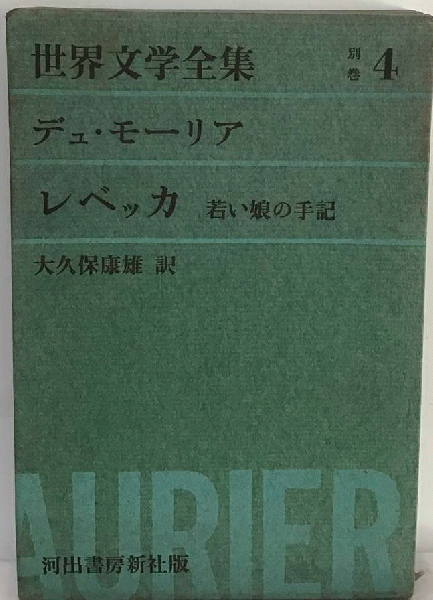 世界文学全集 別巻 4
デュ・モーリア
レベッカ 若い娘の手記
大久保康雄 訳
AURIER
河出書房新社版